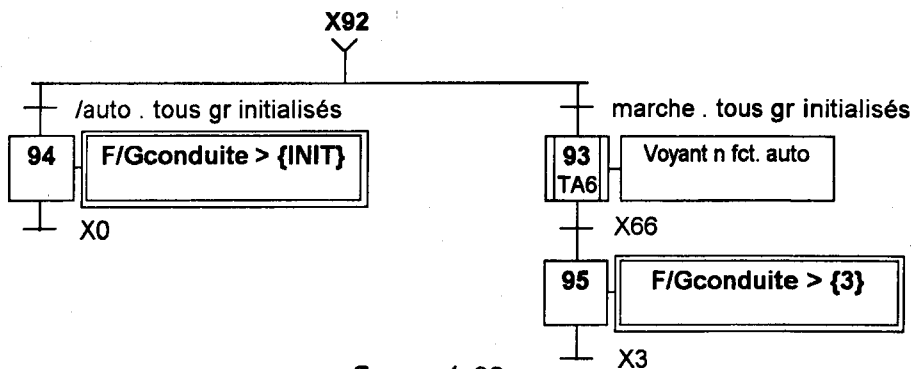 X92
/auto . tous gr initialisés
marche . tous gr initialisés
94
F/Gconduite > {INIT}
93
TA6
Voyant n fct. auto
X0
X66
95
F/Gconduite > {3}
X3